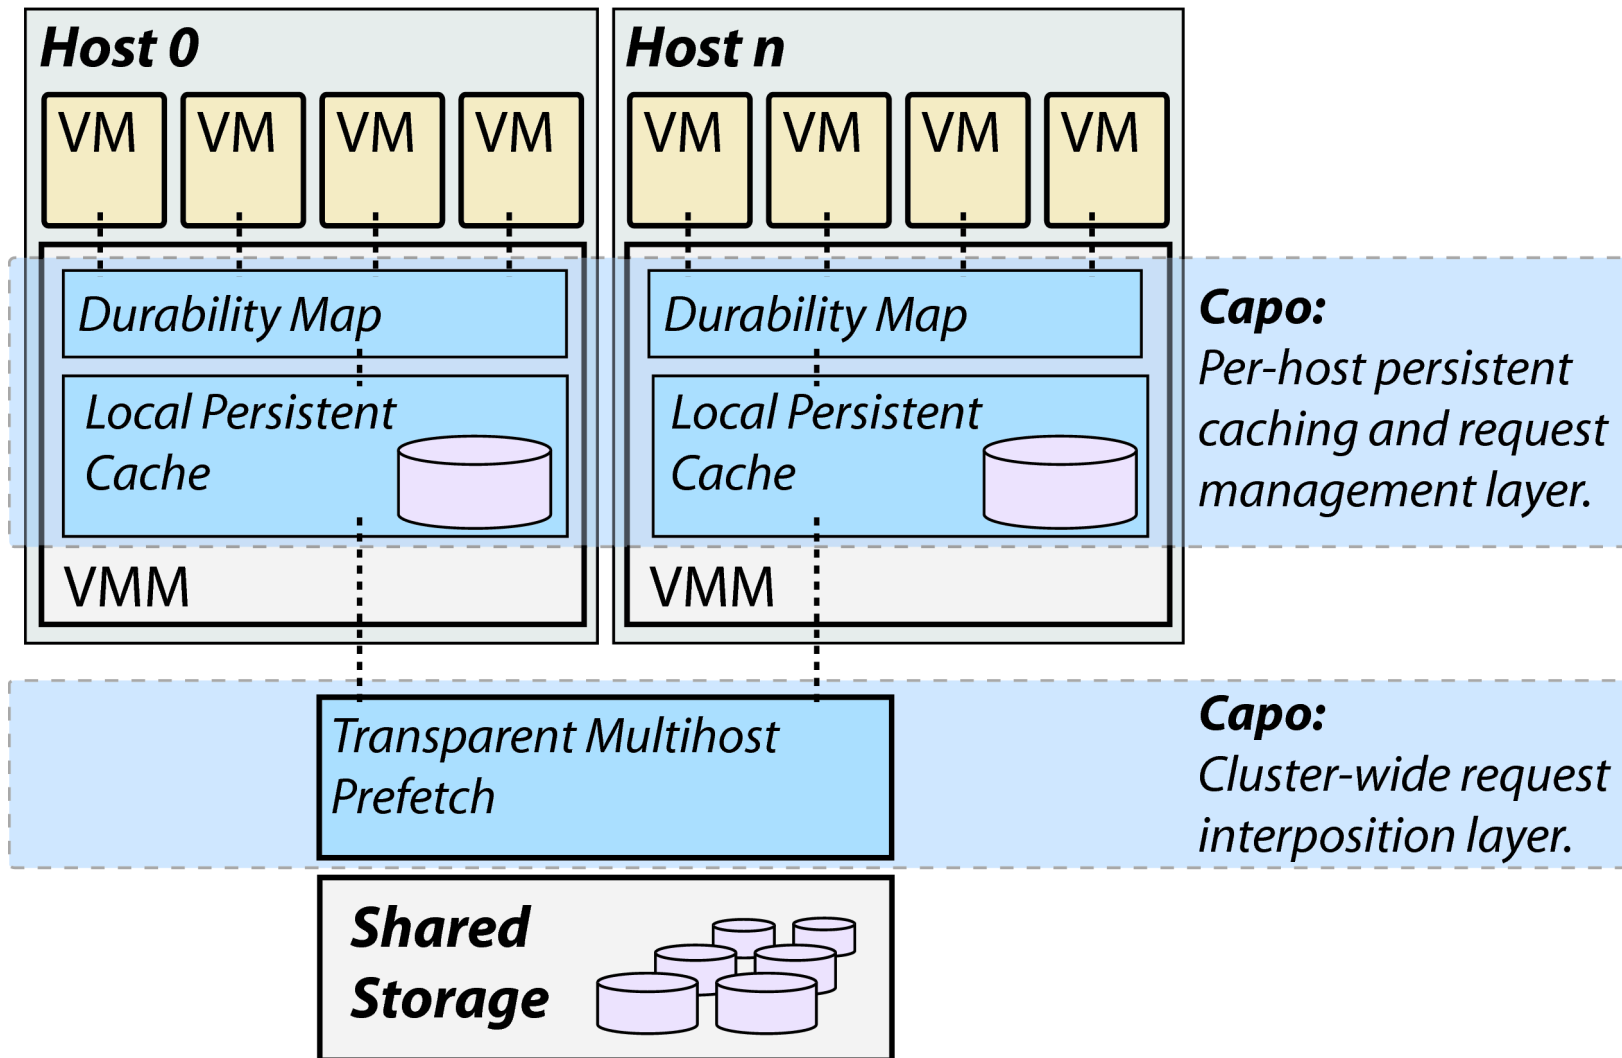 Host 0
VM
VM
VM
VM
Durability Map
Local Persistent
Cache
VMM
Host n
VM
VM
VM
VM
Durability Map
Local Persistent
Cache
VMM
Capo:
Per-host persistent
caching and request
management layer.
Transparent Multihost
Prefetch
Capo:
Cluster-wide request
interposition layer.
Shared
Storage